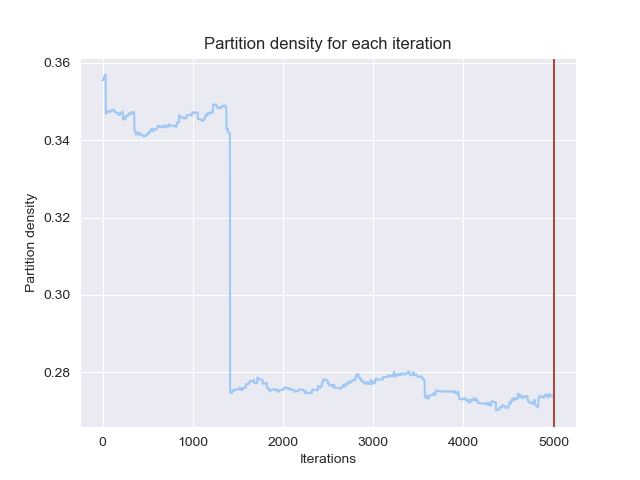 Partition density for each iteration
0.36
0.34
0.32
0.30
0.28
Partition density
0 1000 2000 3000 4000 5000
Iterations